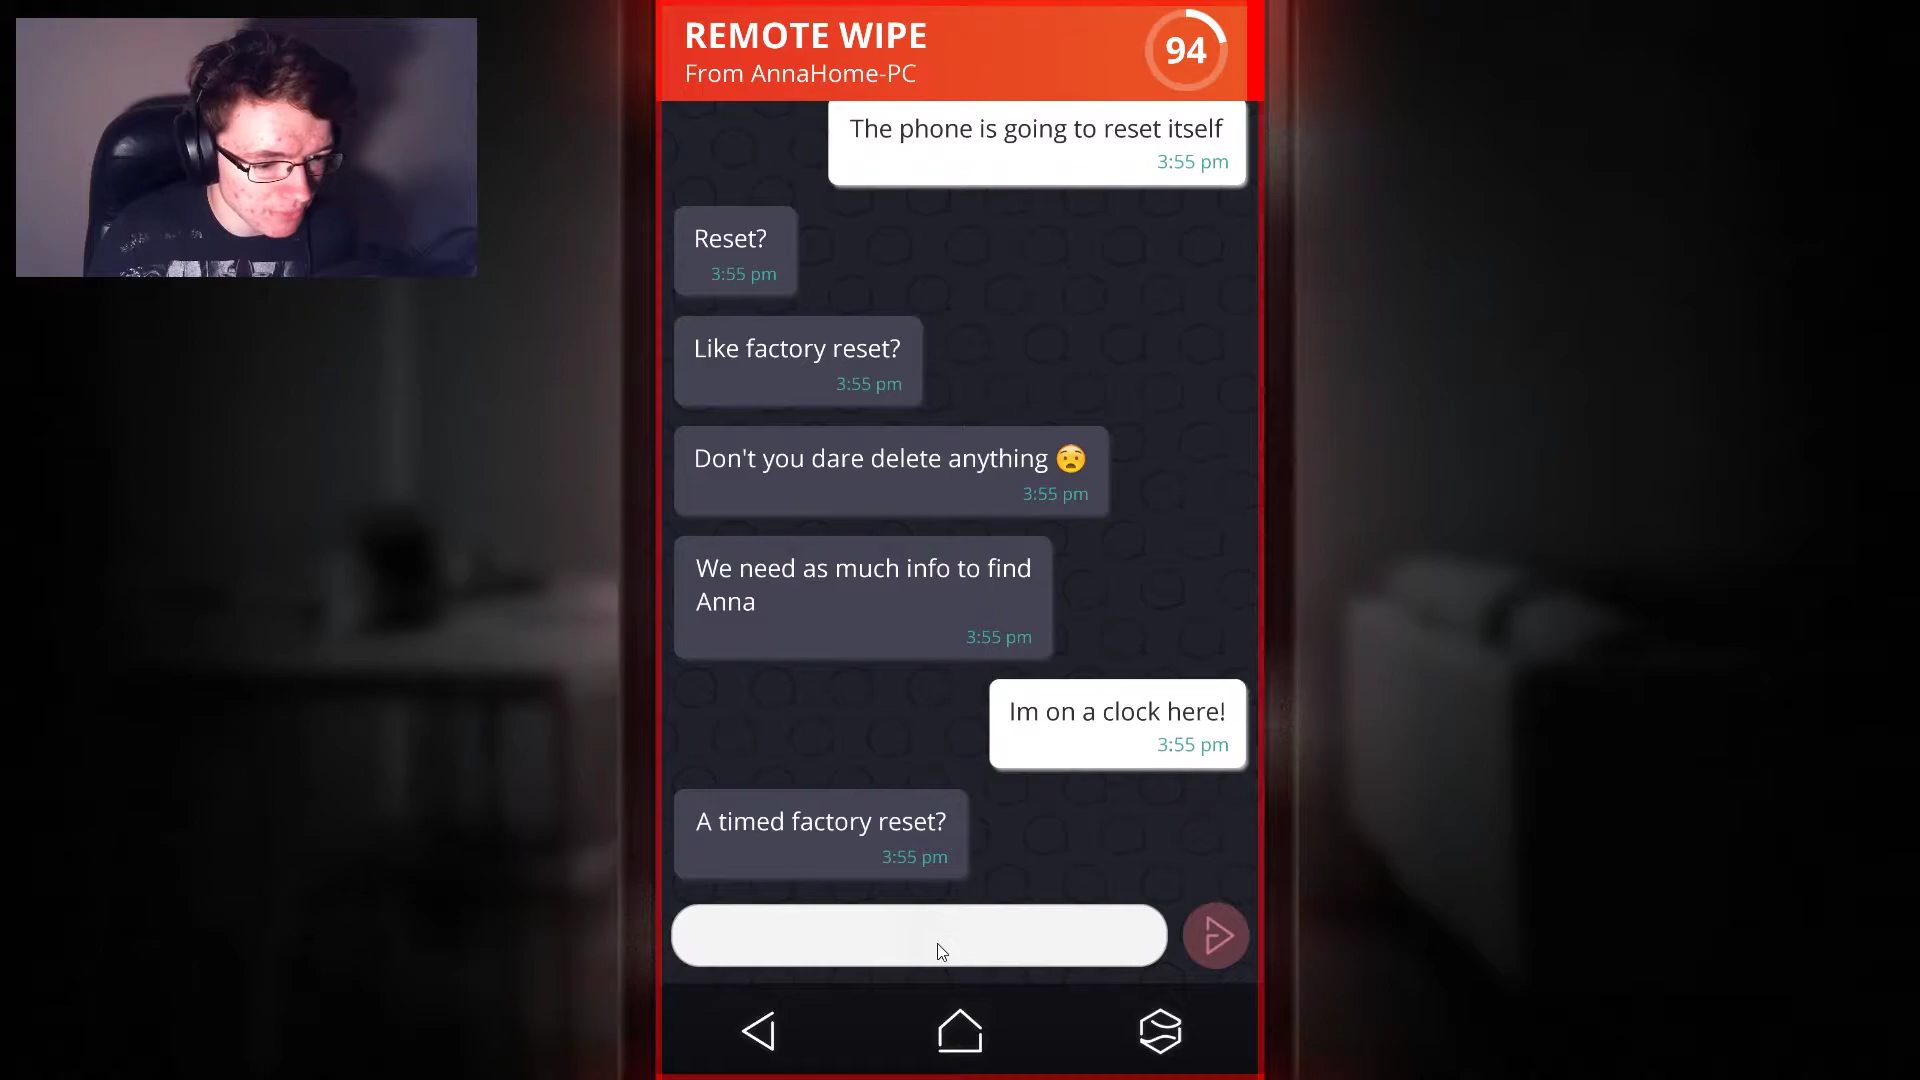 REMOTE WIPE
From AnnaHome-PC
94
The phone is going to reset itself
3:55 pm
Reset?
3:55 pm
Like factory reset?
3:55 pm
Don't you dare delete anything 😧
3:55 pm
We need as much info to find
Anna
3:55 pm
Im on a clock here!
3:55 pm
A timed factory reset?
3:55 pm